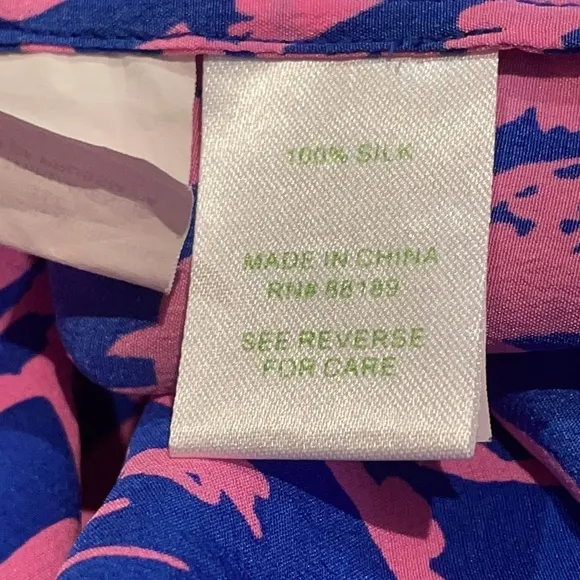 100% SILK
MADE IN CHINA
RN# 88189
SEE REVERSE
FOR CARE